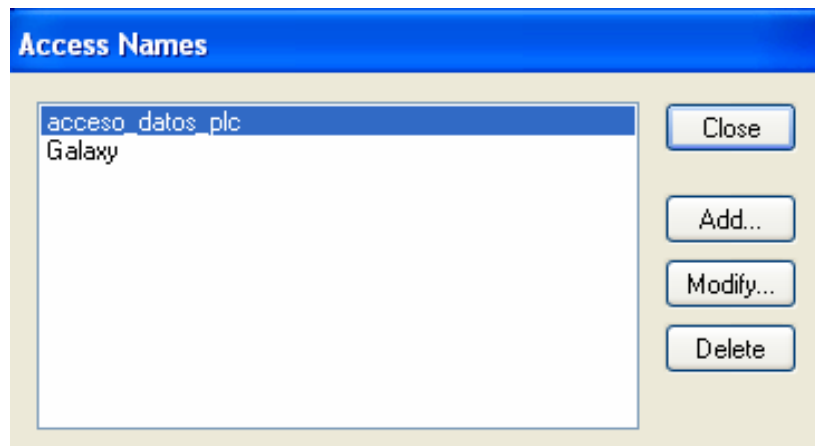 Access Names
acceso_datos_plc
Galaxy
Close
Add...
Modify...
Delete